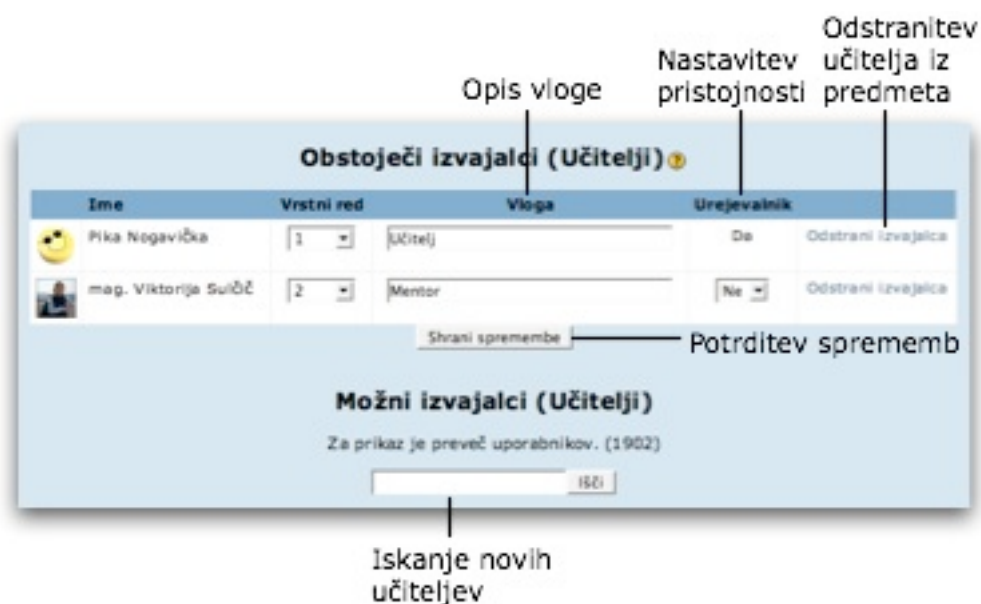 Odstranitev
učitelja iz
predmeta
Nastavitev
pristojnosti
Opis vloge
Obstoječi izvajalci (Učitelji)
Ime Vrstni red Vloga Urejevalnik
Pika Nogavička 1 Učitelj Da Odstrani izvajalca
mag. Viktorija Sulčič 2 Mentor Ne Odstrani izvajalca
Shrani spremembe
Potrditev sprememb
Možni izvajalci (Učitelji)
Za prikaz je preveč uporabnikov. (1902)
Išči
Iskanje novih
učiteljev